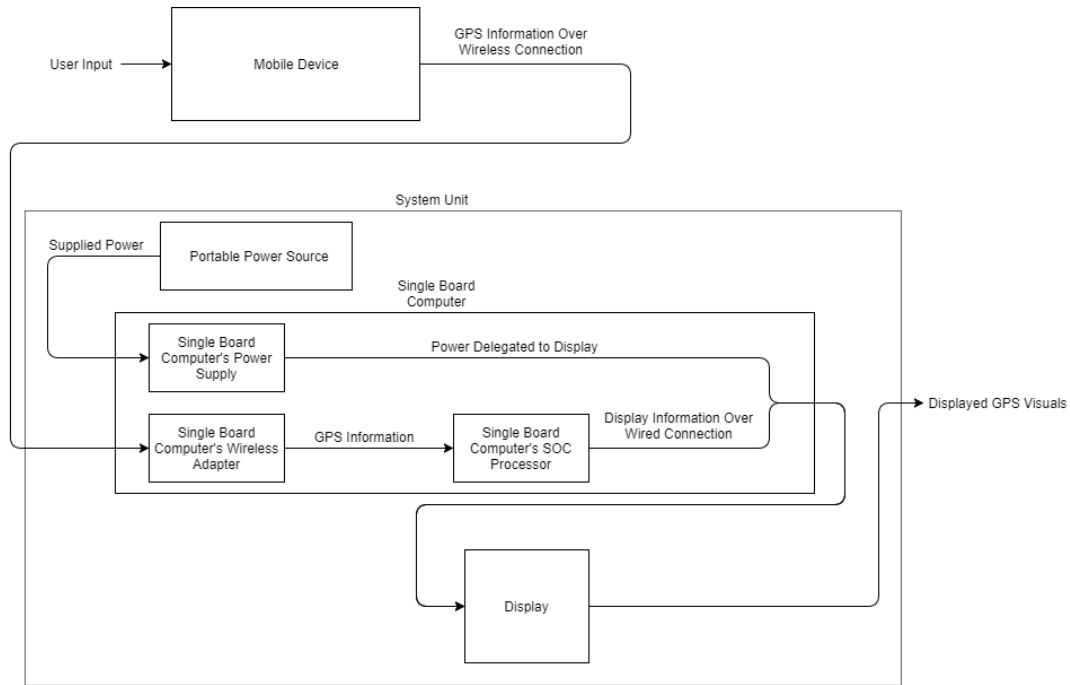 GPS Information Over
Wireless Connection
User Input
Mobile Device
System Unit
Supplied Power
Portable Power Source
Single Board
Computer
Single Board
Computer's Power
Supply
Power Delegated to Display
Displayed GPS Visuals
Single Board
Computer's Wireless
Adapter
GPS Information
Single Board
Computer's SOC
Processor
Display Information Over
Wired Connection
Display